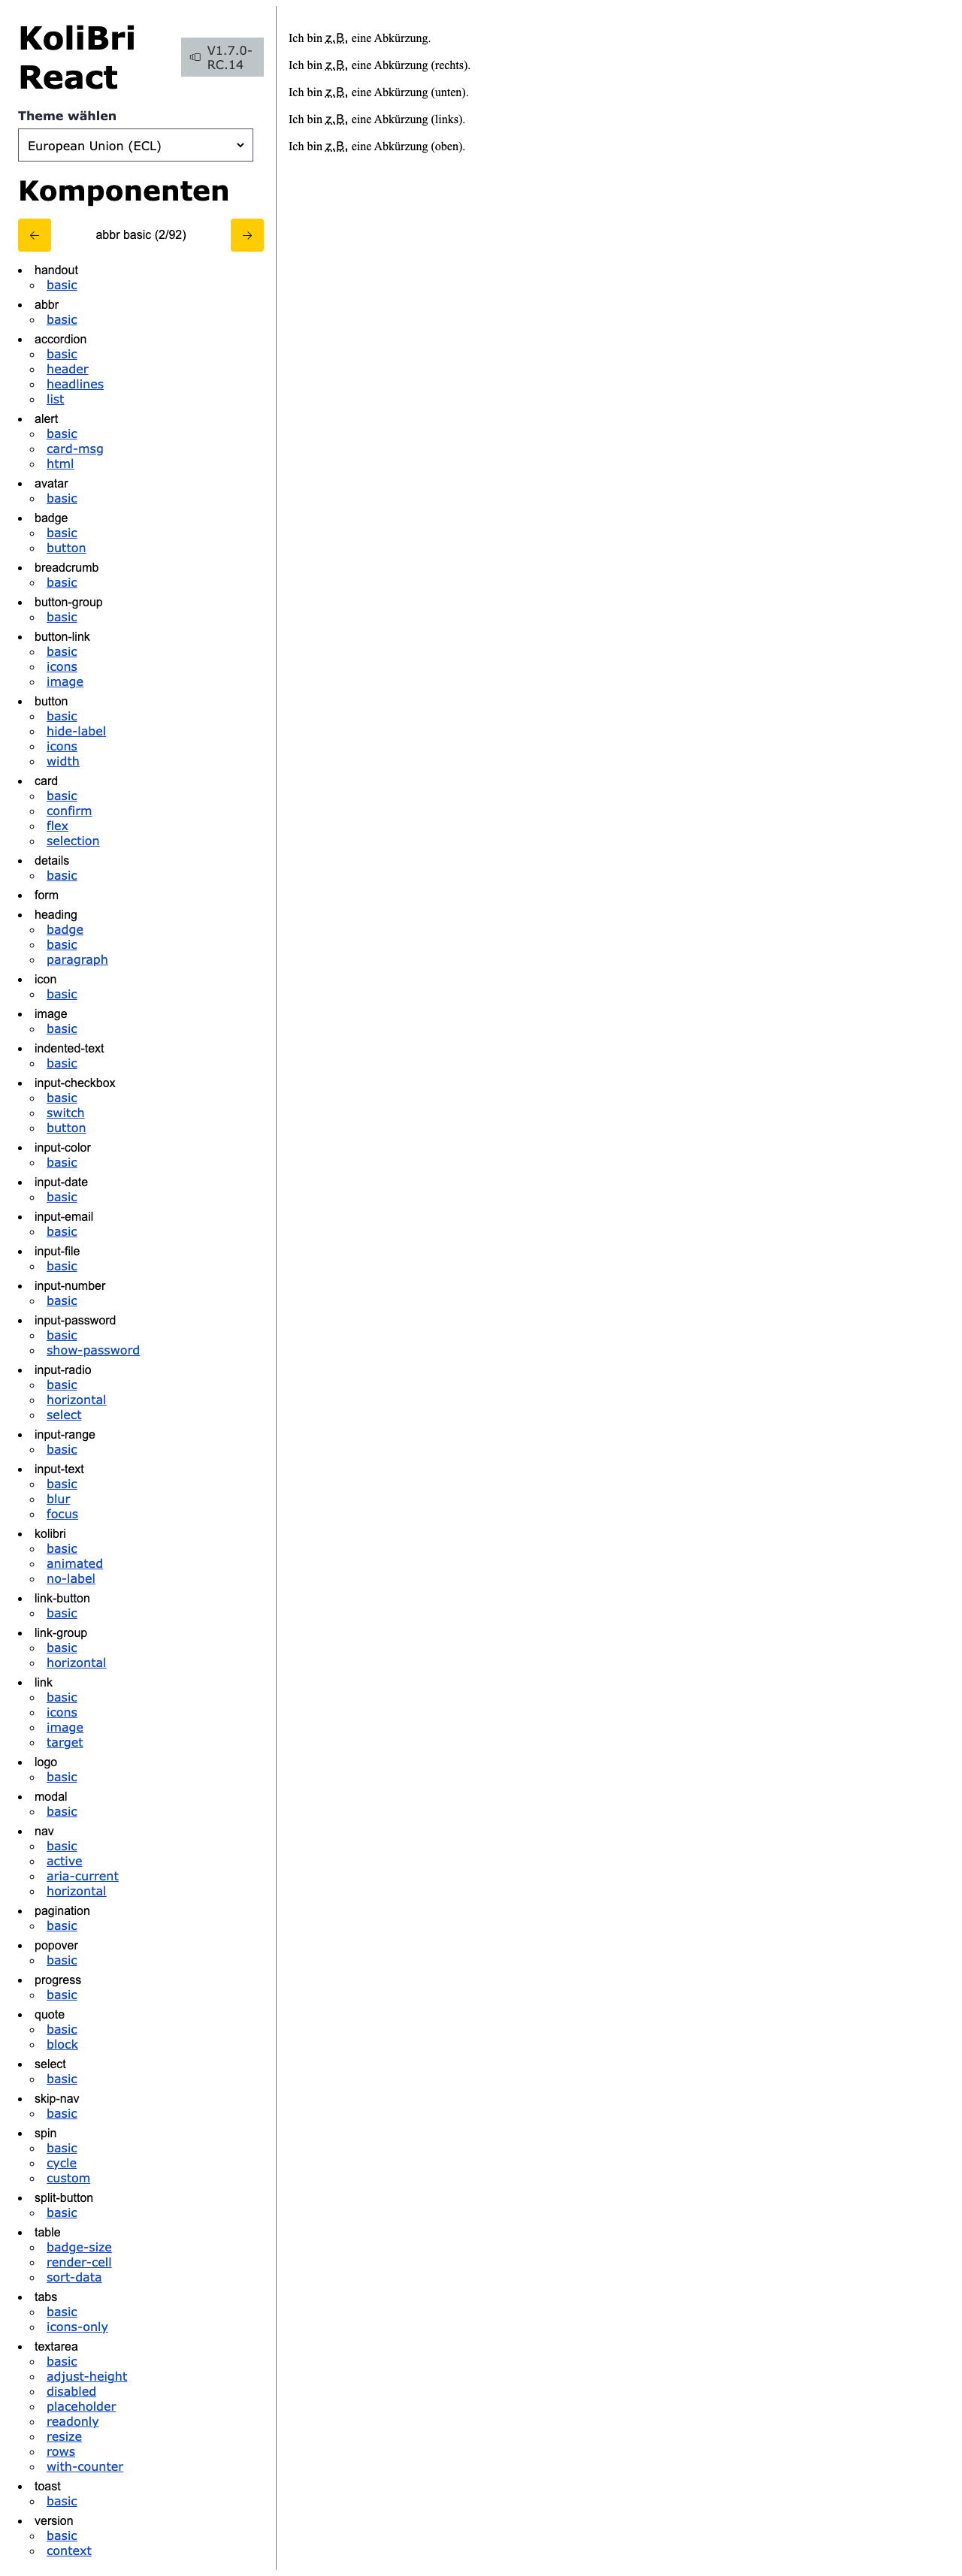 KoliBri
React
V1.7.0-
RC.14
Theme wählen
European Union (ECL)
Komponenten
abbr basic (2/92)
handout
basic
abbr
basic
accordion
basic
header
headlines
list
alert
basic
card-msg
html
avatar
basic
badge
basic
button
breadcrumb
basic
button-group
basic
button-link
basic
icons
image
button
basic
hide-label
icons
width
card
basic
confirm
flex
selection
details
basic
form
heading
badge
basic
paragraph
icon
basic
image
basic
indented-text
basic
input-checkbox
basic
switch
button
input-color
basic
input-date
basic
input-email
basic
input-file
basic
input-number
basic
input-password
basic
show-password
input-radio
basic
horizontal
select
input-range
basic
input-text
basic
blur
focus
kolibri
basic
animated
no-label
link-button
basic
link-group
basic
horizontal
link
basic
icons
image
target
logo
basic
modal
basic
nav
basic
active
aria-current
horizontal
pagination
basic
popover
basic
progress
basic
quote
basic
block
select
basic
skip-nav
basic
spin
basic
cycle
custom
split-button
basic
table
badge-size
render-cell
sort-data
tabs
basic
icons-only
textarea
basic
adjust-height
disabled
placeholder
readonly
resize
rows
with-counter
toast
basic
version
basic
context
Ich bin z.B. eine Abkürzung.
Ich bin z.B. eine Abkürzung (rechts).
Ich bin z.B. eine Abkürzung (unten).
Ich bin z.B. eine Abkürzung (links).
Ich bin z.B. eine Abkürzung (oben).